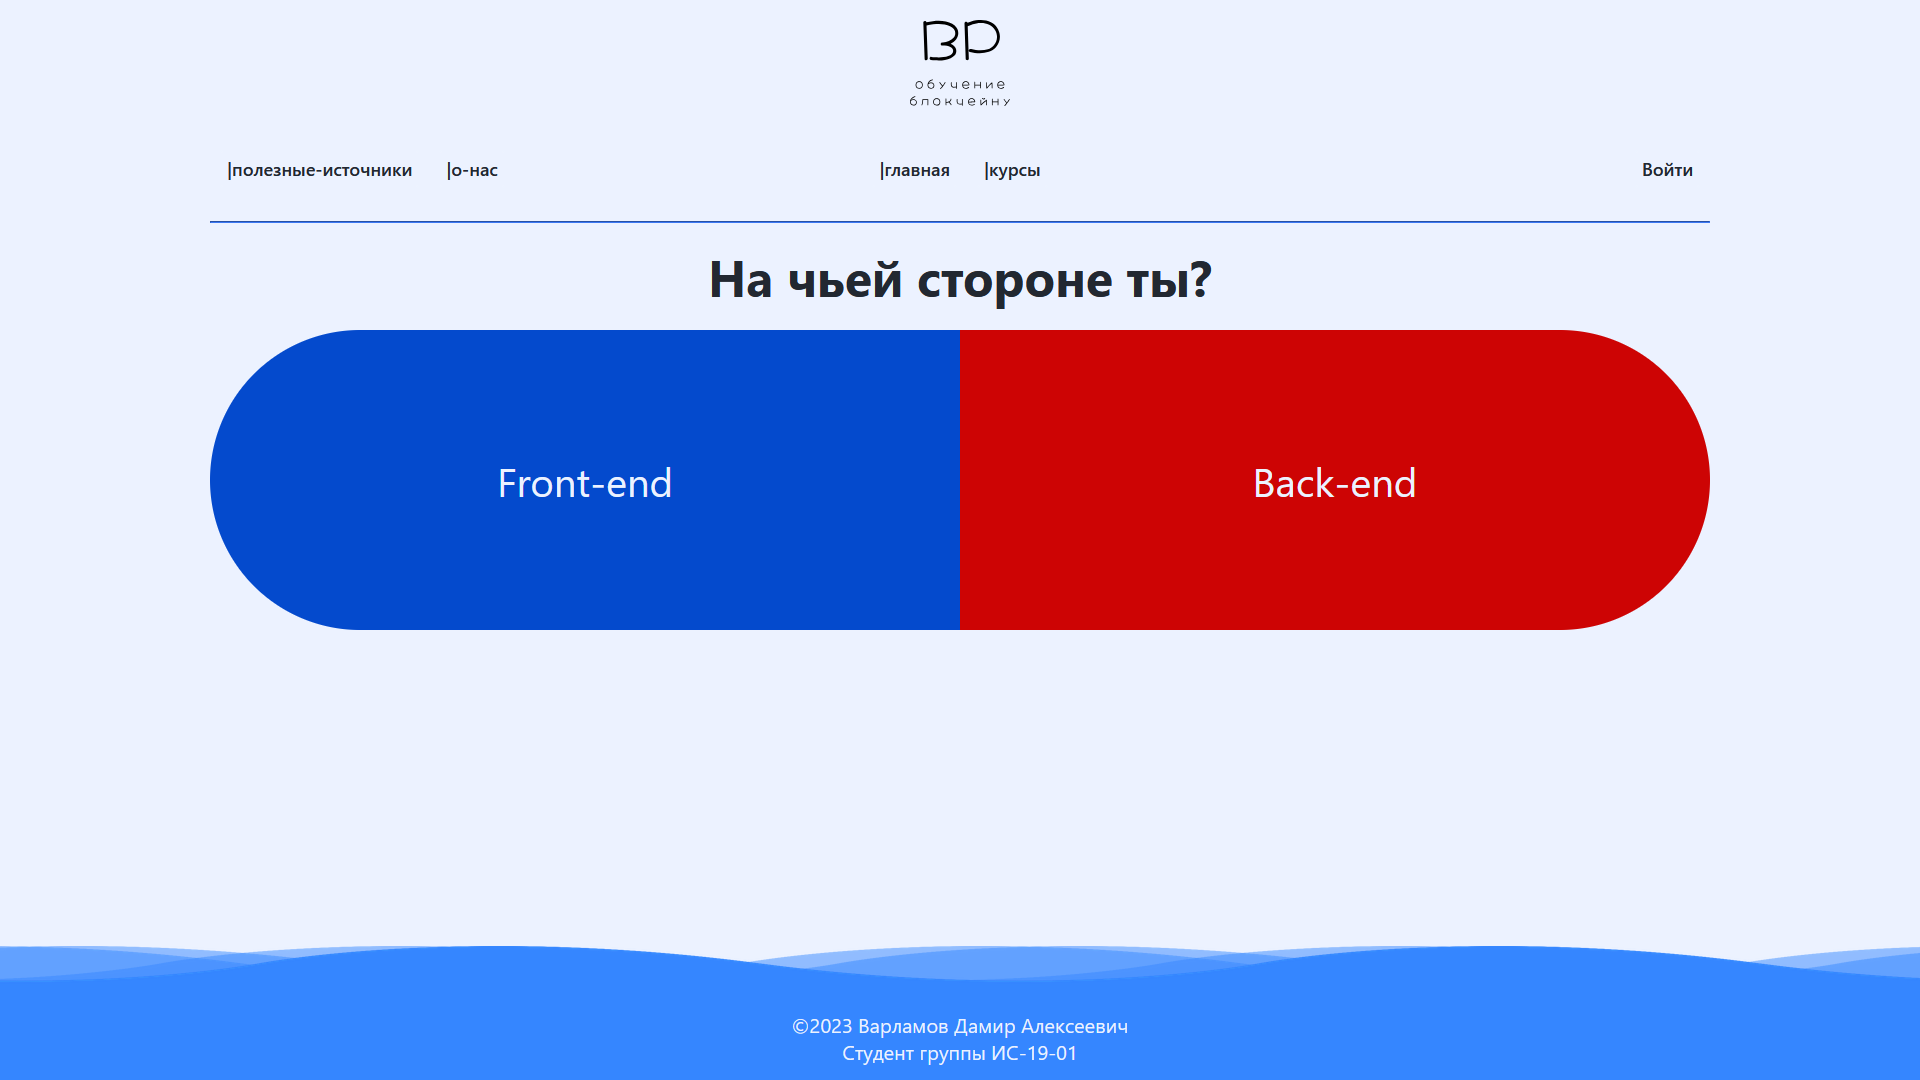 BP
обучение
блокчейну
|полезные-источники |о-нас |главная |курсы Войти
На чьей стороне ты?
Front-end Back-end
©2023 Варламов Дамир Алексеевич
Студент группы ИС-19-01